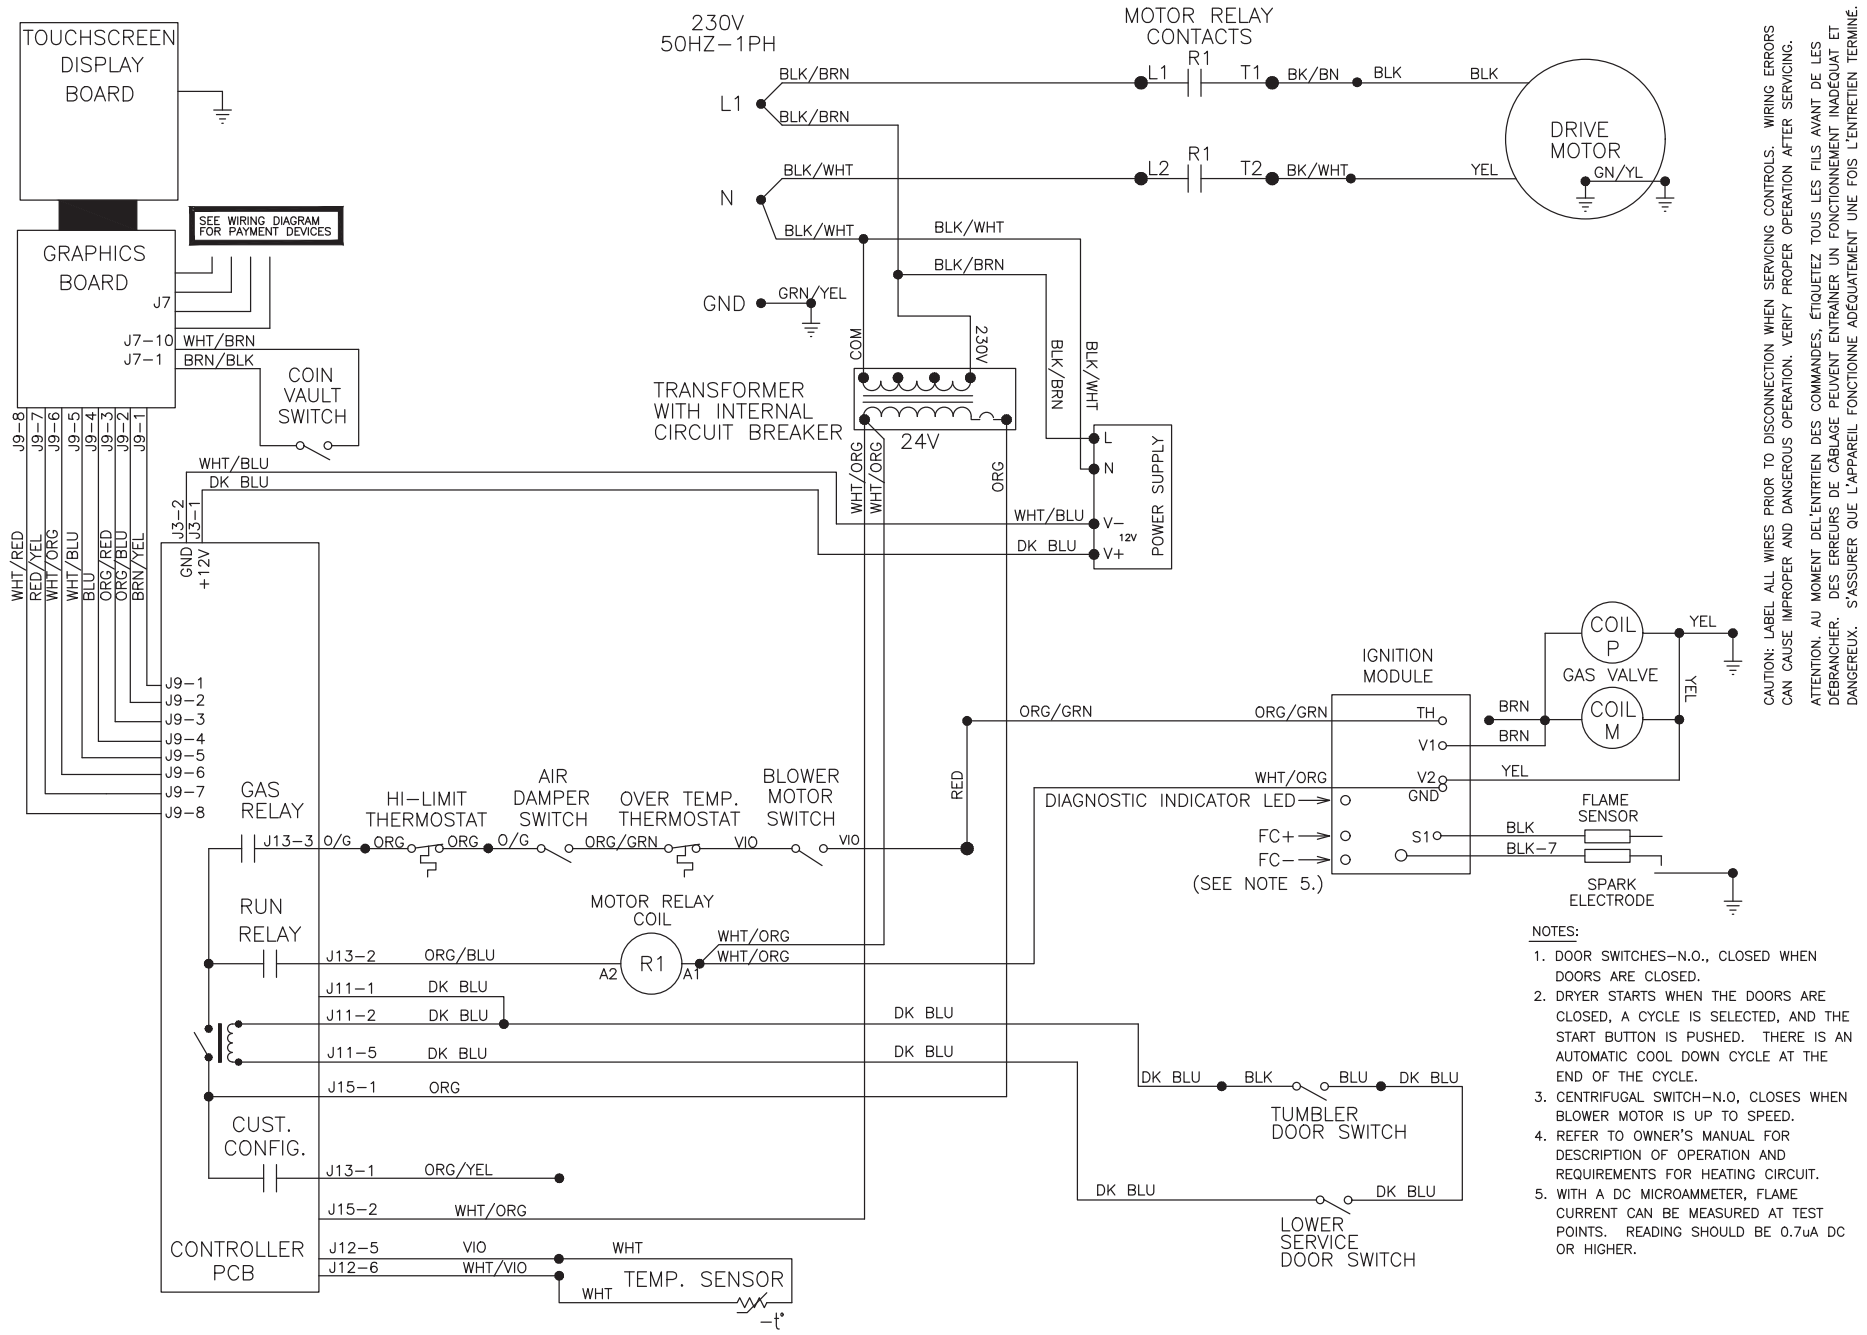 TOUCHSCREEN
DISPLAY
BOARD
SEE WIRING DIAGRAM
FOR PAYMENT DEVICES
GRAPHICS
BOARD
J7
J7-10 WHT/BRN
J7-1 BRN/BLK
COIN
VAULT
SWITCH
J9-8
J9-7
J9-6
J9-5
J9-4
J9-3
J9-2
J9-1
WHT/RED
RED/YEL
WHT/ORG
WHT/BLU
BLU
ORG/RED
ORG/BLU
BRN/YEL
WHT/BLU
DK BLU
J3-2
J3-1
GND
+12V
J9-1
J9-2
J9-3
J9-4
J9-5
J9-6
J9-7
J9-8
230V
50HZ-1PH
L1
BLK/BRN
BLK/BRN
N
BLK/WHT
BLK/WHT
BLK/WHT
BLK/BRN
GND
GRN/YEL
MOTOR RELAY
CONTACTS
L1 R1 T1 BK/BN BLK BLK
L2 R1 T2 BK/WHT YEL
DRIVE
MOTOR
GN/YL
COM
230V
BLK/BRN
BLK/WHT
TRANSFORMER
WITH INTERNAL
CIRCUIT BREAKER
24V
WHT/ORG
WHT/ORG
ORG
L
N
V-
12V
V+
POWER SUPPLY
WHT/BLU
DK BLU
GAS
RELAY
J13-3 O/G ORG ORG O/G ORG/GRN VIO VIO
HI-LIMIT
THERMOSTAT
AIR
DAMPER
SWITCH
OVER TEMP.
THERMOSTAT
BLOWER
MOTOR
SWITCH
RED
ORG/GRN ORG/GRN
IGNITION
MODULE
TH
V1
V2
GND
S1
WHT/ORG
DIAGNOSTIC INDICATOR LED
FC+
FC-
(SEE NOTE 5.)
BRN
BRN
YEL
COIL
P
GAS VALVE
COIL
M
YEL
YEL
FLAME
SENSOR
BLK
BLK-7
SPARK
ELECTRODE
RUN
RELAY
J13-2 ORG/BLU
MOTOR RELAY
COIL
A2 R1 A1
WHT/ORG
WHT/ORG
J11-1 DK BLU
J11-2 DK BLU DK BLU
J11-5 DK BLU DK BLU
J15-1 ORG
CUST.
CONFIG.
J13-1 ORG/YEL
J15-2 WHT/ORG
CONTROLLER
PCB
J12-5 VIO WHT
J12-6 WHT/VIO
TEMP. SENSOR
WHT
-t°
DK BLU BLK BLU DK BLU
TUMBLER
DOOR SWITCH
DK BLU DK BLU
LOWER
SERVICE
DOOR SWITCH
NOTES:
1. DOOR SWITCHES-N.O., CLOSED WHEN
DOORS ARE CLOSED.
2. DRYER STARTS WHEN THE DOORS ARE
CLOSED, A CYCLE IS SELECTED, AND THE
START BUTTON IS PUSHED. THERE IS AN
AUTOMATIC COOL DOWN CYCLE AT THE
END OF THE CYCLE.
3. CENTRIFUGAL SWITCH-N.O, CLOSES WHEN
BLOWER MOTOR IS UP TO SPEED.
4. REFER TO OWNER'S MANUAL FOR
DESCRIPTION OF OPERATION AND
REQUIREMENTS FOR HEATING CIRCUIT.
5. WITH A DC MICROAMMETER, FLAME
CURRENT CAN BE MEASURED AT TEST
POINTS. READING SHOULD BE 0.7uA DC
OR HIGHER.
CAUTION: LABEL ALL WIRES PRIOR TO DISCONNECTION WHEN SERVICING CONTROLS. WIRING ERRORS
CAN CAUSE IMPROPER AND DANGEROUS OPERATION. VERIFY PROPER OPERATION AFTER SERVICING.
ATTENTION. AU MOMENT DEL'ENTRTIEN DES COMMANDES, ÉTIQUETEZ TOUS LES FILS AVANT DE LES
DÉBRANCHER. DES ERREURS DE CÂBLAGE PEUVENT ENTRAÎNER UN FONCTIONNEMENT INADÉQUAT ET
DANGEREUX. S'ASSURER QUE L'APPAREIL FONCTIONNE ADÉQUATEMENT UNE FOIS L'ENTRETIEN TERMINÉ.